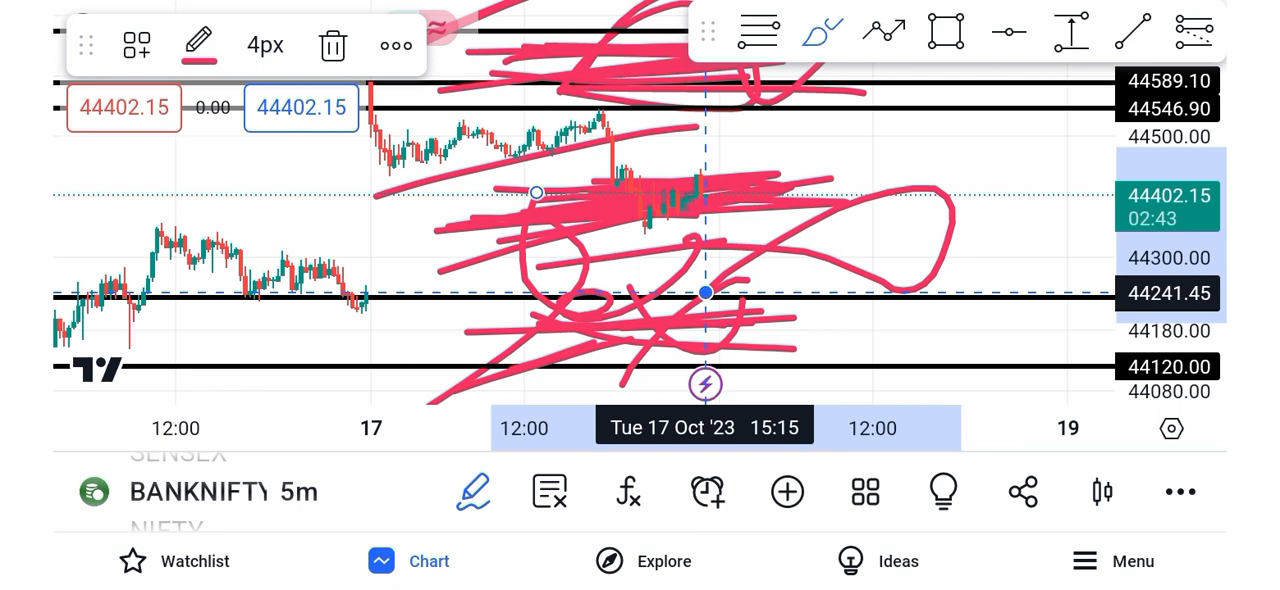 4px
44402.15 0.00 44402.15
44589.10
44546.90
44500.00
44402.15
02:43
44300.00
44241.45
44180.00
44120.00
44080.00
12:00 17 12:00 Tue 17 Oct '23 15:15 12:00 19
SENSEX
BANKNIFTY 5m
NIFTY
Watchlist Chart Explore Ideas Menu